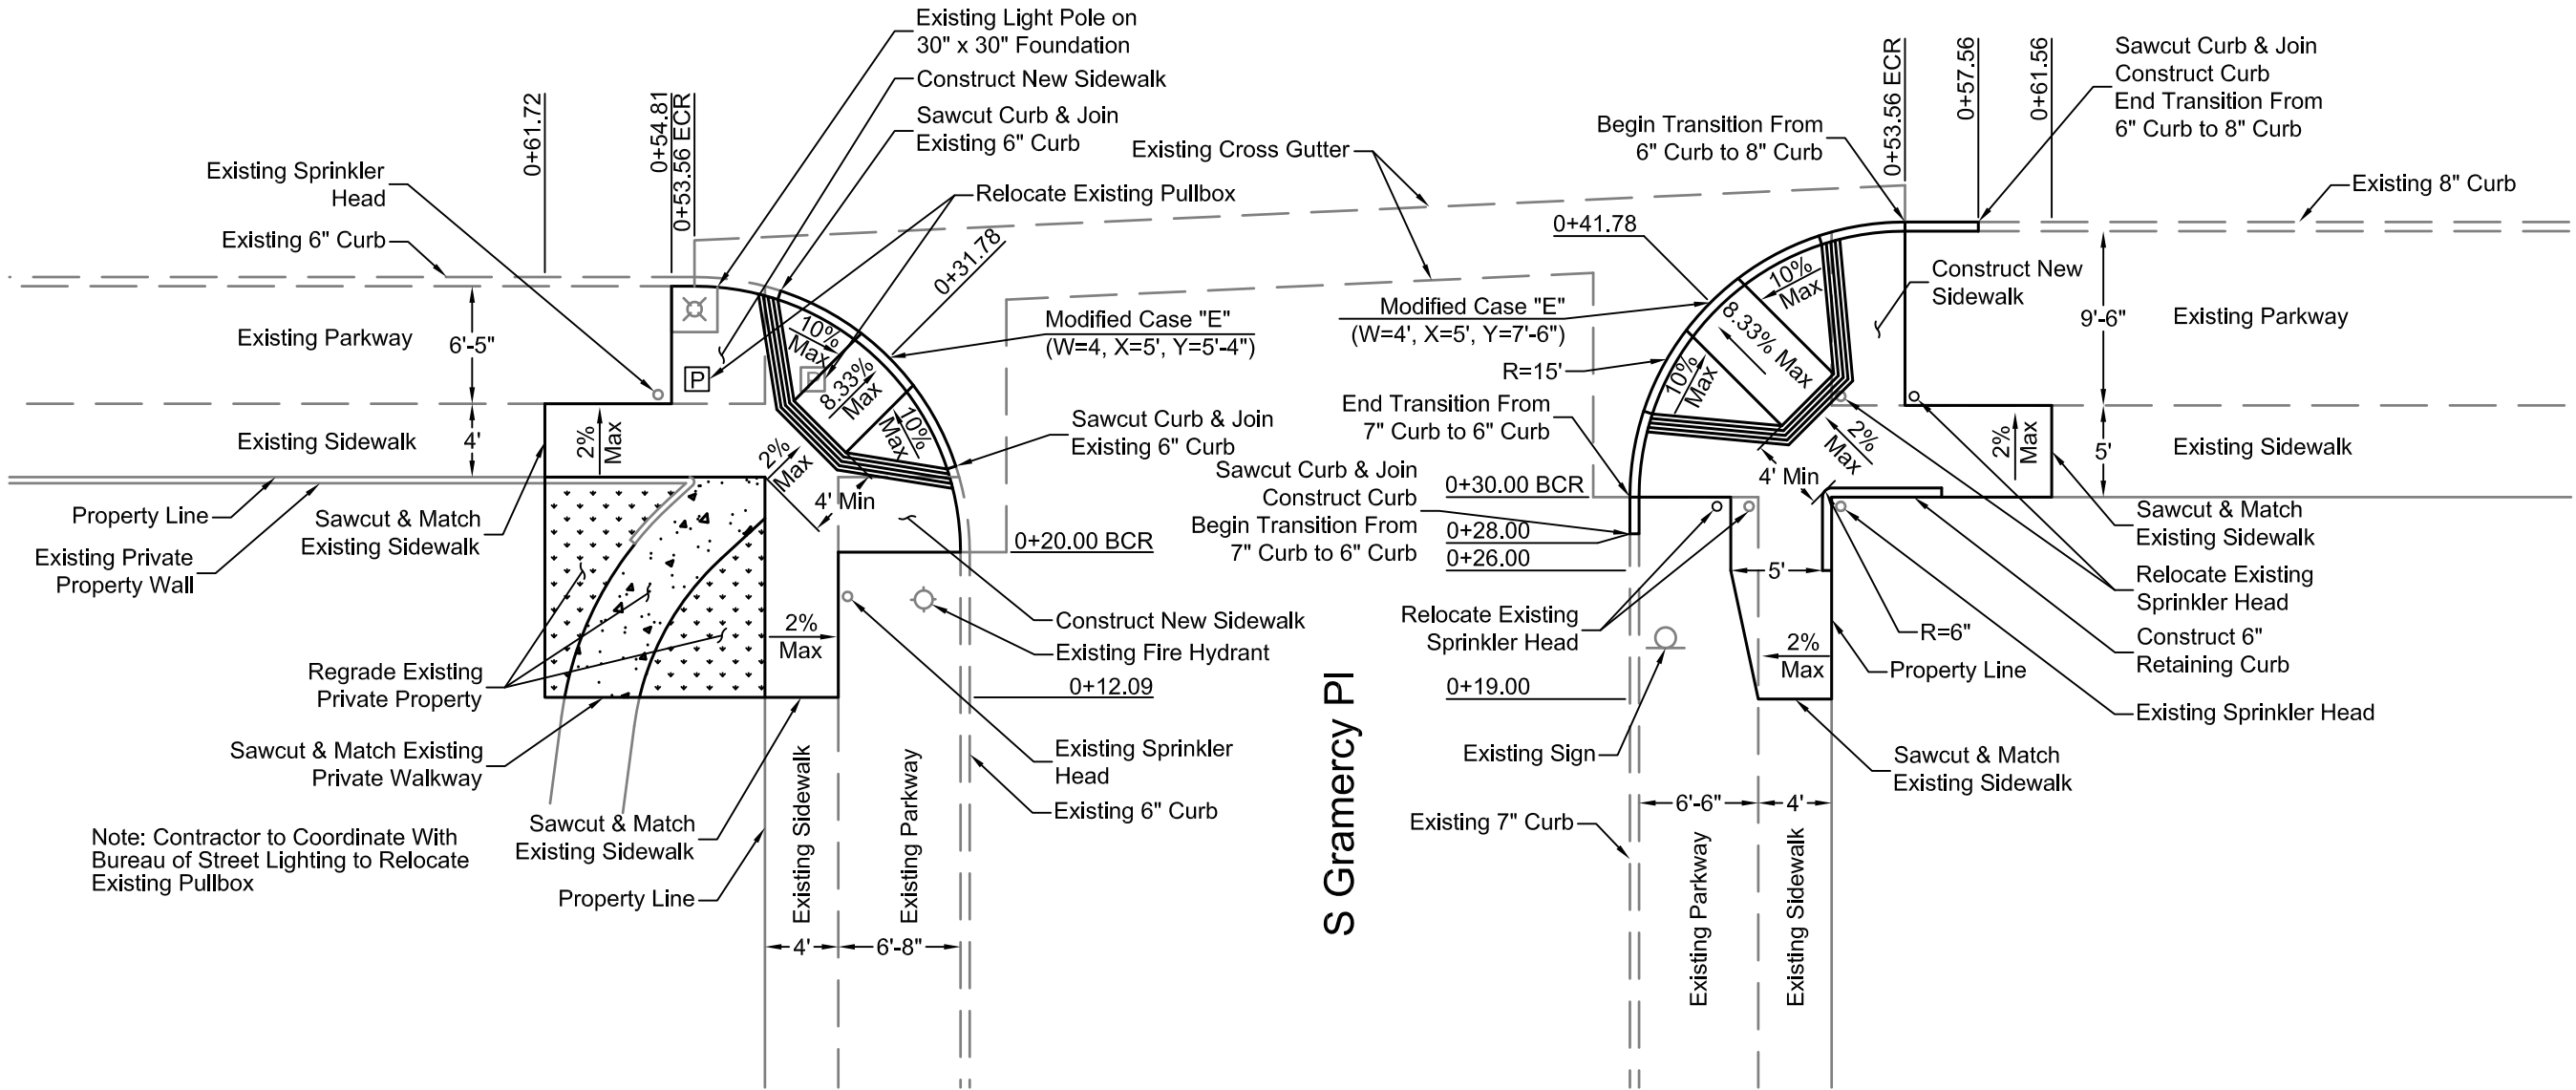 Existing Light Pole on
30" x 30" Foundation
Construct New Sidewalk
Sawcut Curb & Join
Existing 6" Curb
Existing Cross Gutter
Relocate Existing Pullbox
0+61.72
0+54.81
0+53.56 ECR
0+31.78
Existing Sprinkler
Head
Existing 6" Curb
Existing Parkway
6'-5"
Existing Sidewalk
4'
2%
Max
P
10%
Max
8.33%
Max
10%
Max
2%
Max
4' Min
Modified Case "E"
(W=4, X=5', Y=5'-4")
Sawcut Curb & Join
Existing 6" Curb
0+20.00 BCR
Property Line
Existing Private
Property Wall
Sawcut & Match
Existing Sidewalk
Regrade Existing
Private Property
Sawcut & Match Existing
Private Walkway
2%
Max
Construct New Sidewalk
Existing Fire Hydrant
0+12.09
Existing Sprinkler
Head
Existing 6" Curb
Sawcut & Match
Existing Sidewalk
Property Line
Existing Sidewalk
Existing Parkway
4'
6'-8"
Note: Contractor to Coordinate With
Bureau of Street Lighting to Relocate
Existing Pullbox
S Gramercy Pl
Begin Transition From
6" Curb to 8" Curb
0+53.56 ECR
0+57.56
0+61.56
Sawcut Curb & Join
Construct Curb
End Transition From
6" Curb to 8" Curb
Existing 8" Curb
0+41.78
Modified Case "E"
(W=4', X=5', Y=7'-6")
R=15'
End Transition From
7" Curb to 6" Curb
Sawcut Curb & Join
Construct Curb
Begin Transition From
7" Curb to 6" Curb
0+30.00 BCR
0+28.00
0+26.00
10%
Max
8.33% Max
10%
Max
2%
Max
4' Min
Construct New
Sidewalk
9'-6"
Existing Parkway
5'
Existing Sidewalk
2%
Max
Sawcut & Match
Existing Sidewalk
Relocate Existing
Sprinkler Head
Construct 6"
Retaining Curb
Existing Sprinkler Head
5'
R=6"
Property Line
2%
Max
Relocate Existing
Sprinkler Head
0+19.00
Existing Sign
Sawcut & Match
Existing Sidewalk
Existing 7" Curb
6'-6"
4'
Existing Parkway
Existing Sidewalk